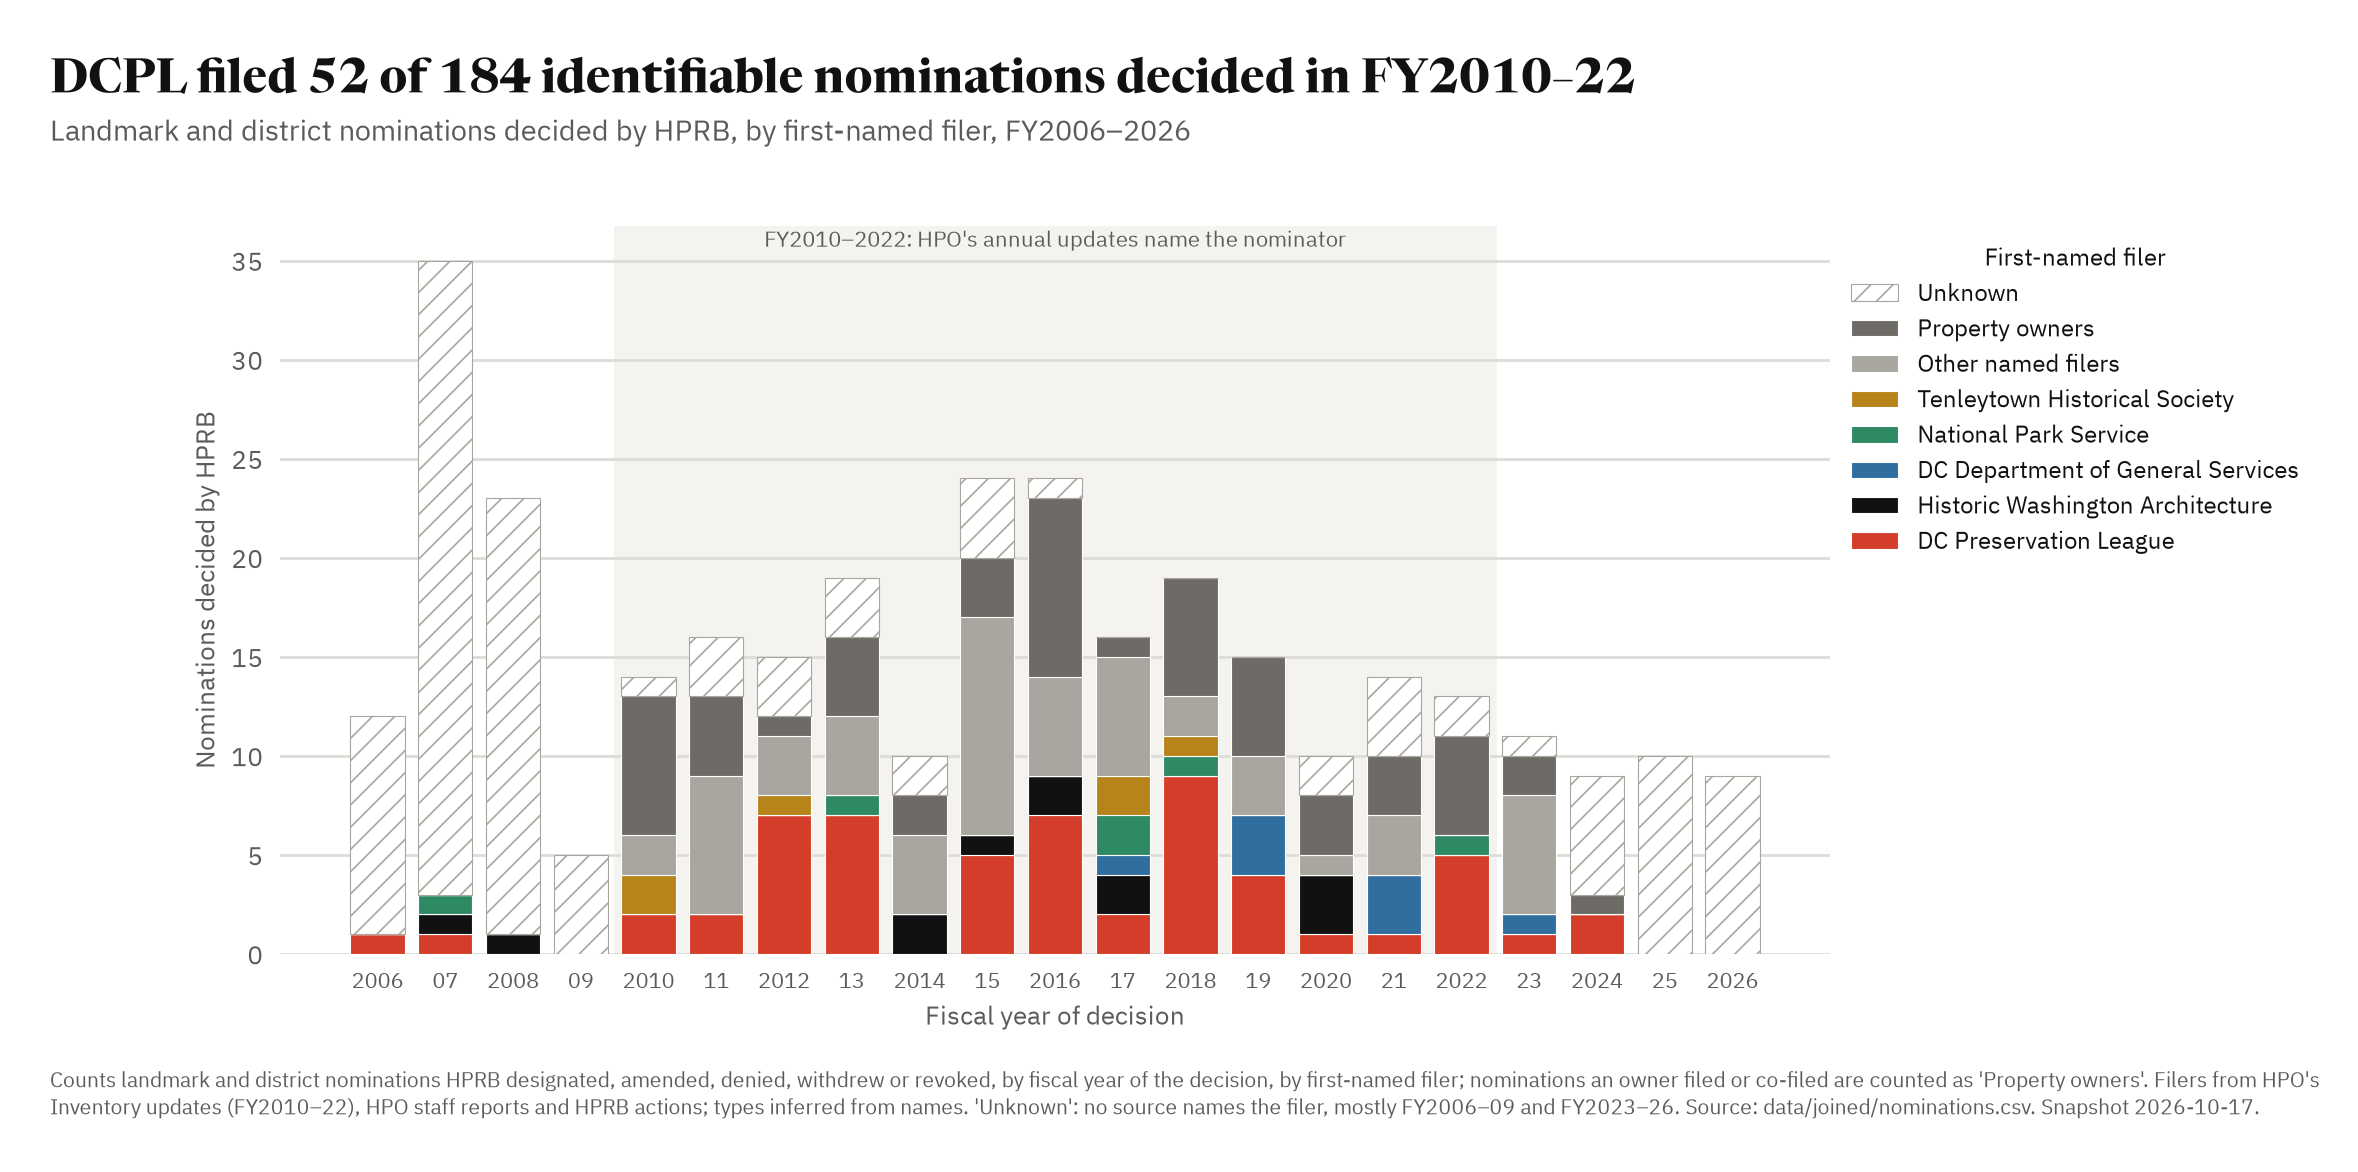 DCPL filed 52 of 184 identifiable nominations decided in FY2010–22
Landmark and district nominations decided by HPRB, by first-named filer, FY2006–2026
FY2010–2022: HPO's annual updates name the nominator
35
30
25
20
15
10
5
0
Nominations decided by HPRB
2006 07 2008 09 2010 11 2012 13 2014 15 2016 17 2018 19 2020 21 2022 23 2024 25 2026
Fiscal year of decision
First-named filer
Unknown
Property owners
Other named filers
Tenleytown Historical Society
National Park Service
DC Department of General Services
Historic Washington Architecture
DC Preservation League
Counts landmark and district nominations HPRB designated, amended, denied, withdrew or revoked, by fiscal year of the decision, by first-named filer; nominations an owner filed or co-filed are counted as 'Property owners'. Filers from HPO's
Inventory updates (FY2010–22), HPO staff reports and HPRB actions; types inferred from names. 'Unknown': no source names the filer, mostly FY2006–09 and FY2023–26. Source: data/joined/nominations.csv. Snapshot 2026-10-17.